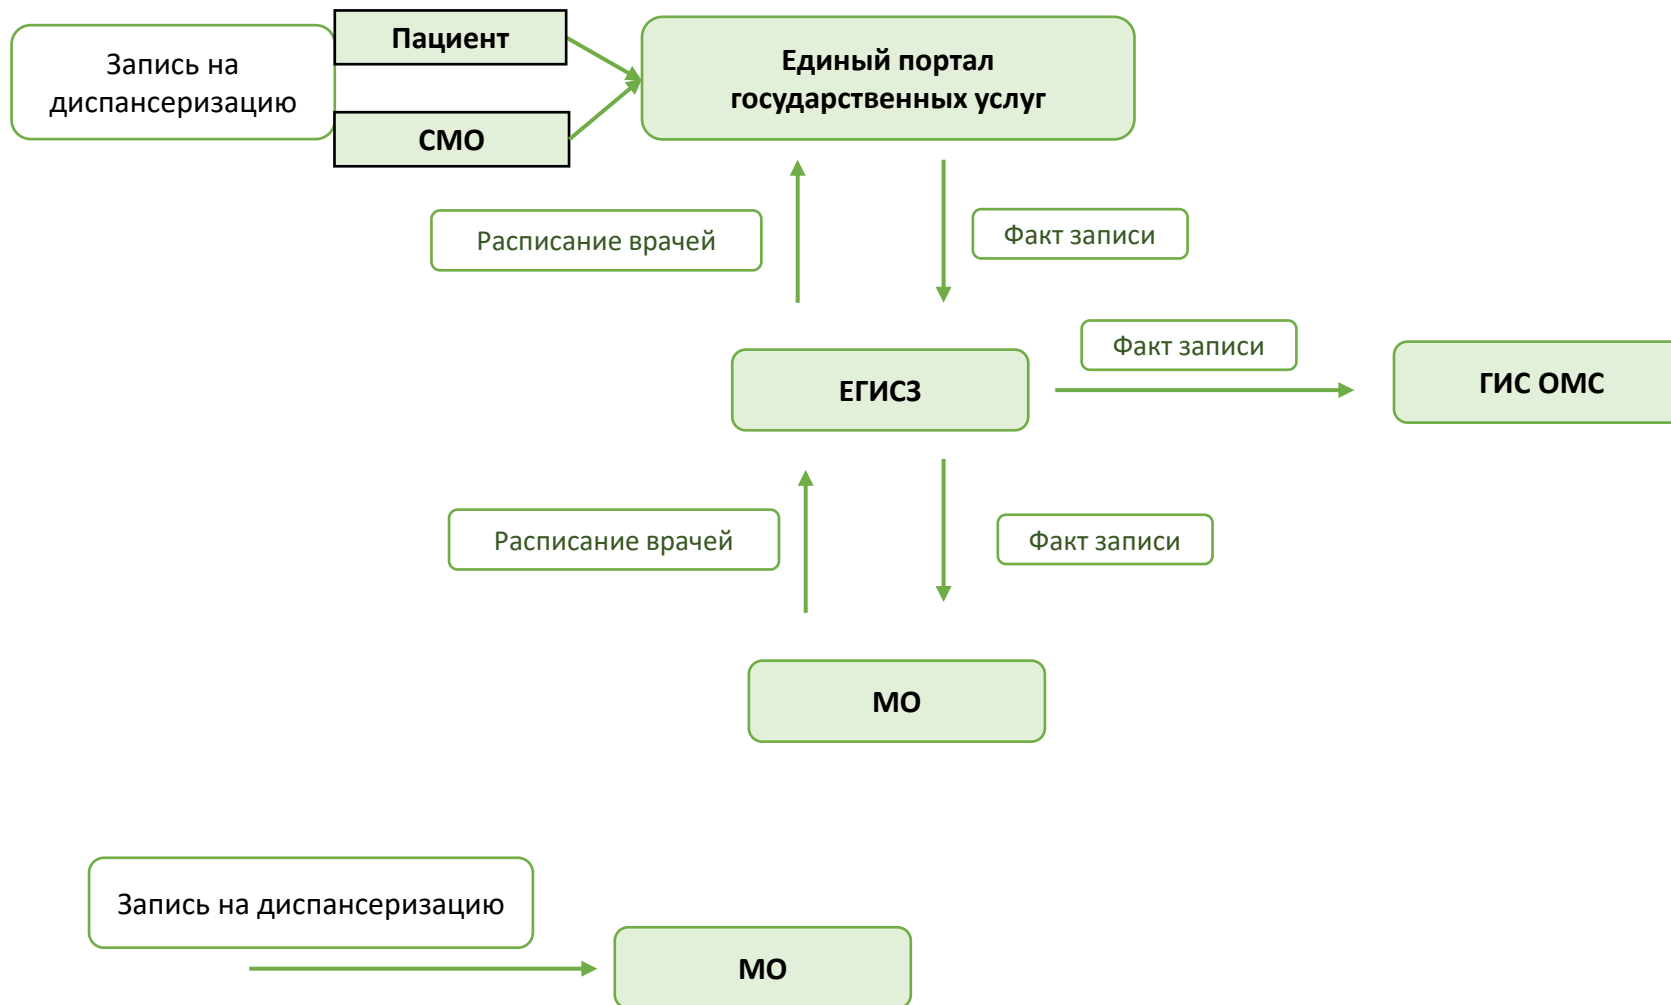 Запись на
диспансеризацию
Пациент
СМО
Единый портал
государственных услуг
Расписание врачей
Факт записи
ЕГИСЗ
Факт записи
ГИС ОМС
Расписание врачей
Факт записи
МО
Запись на диспансеризацию
МО